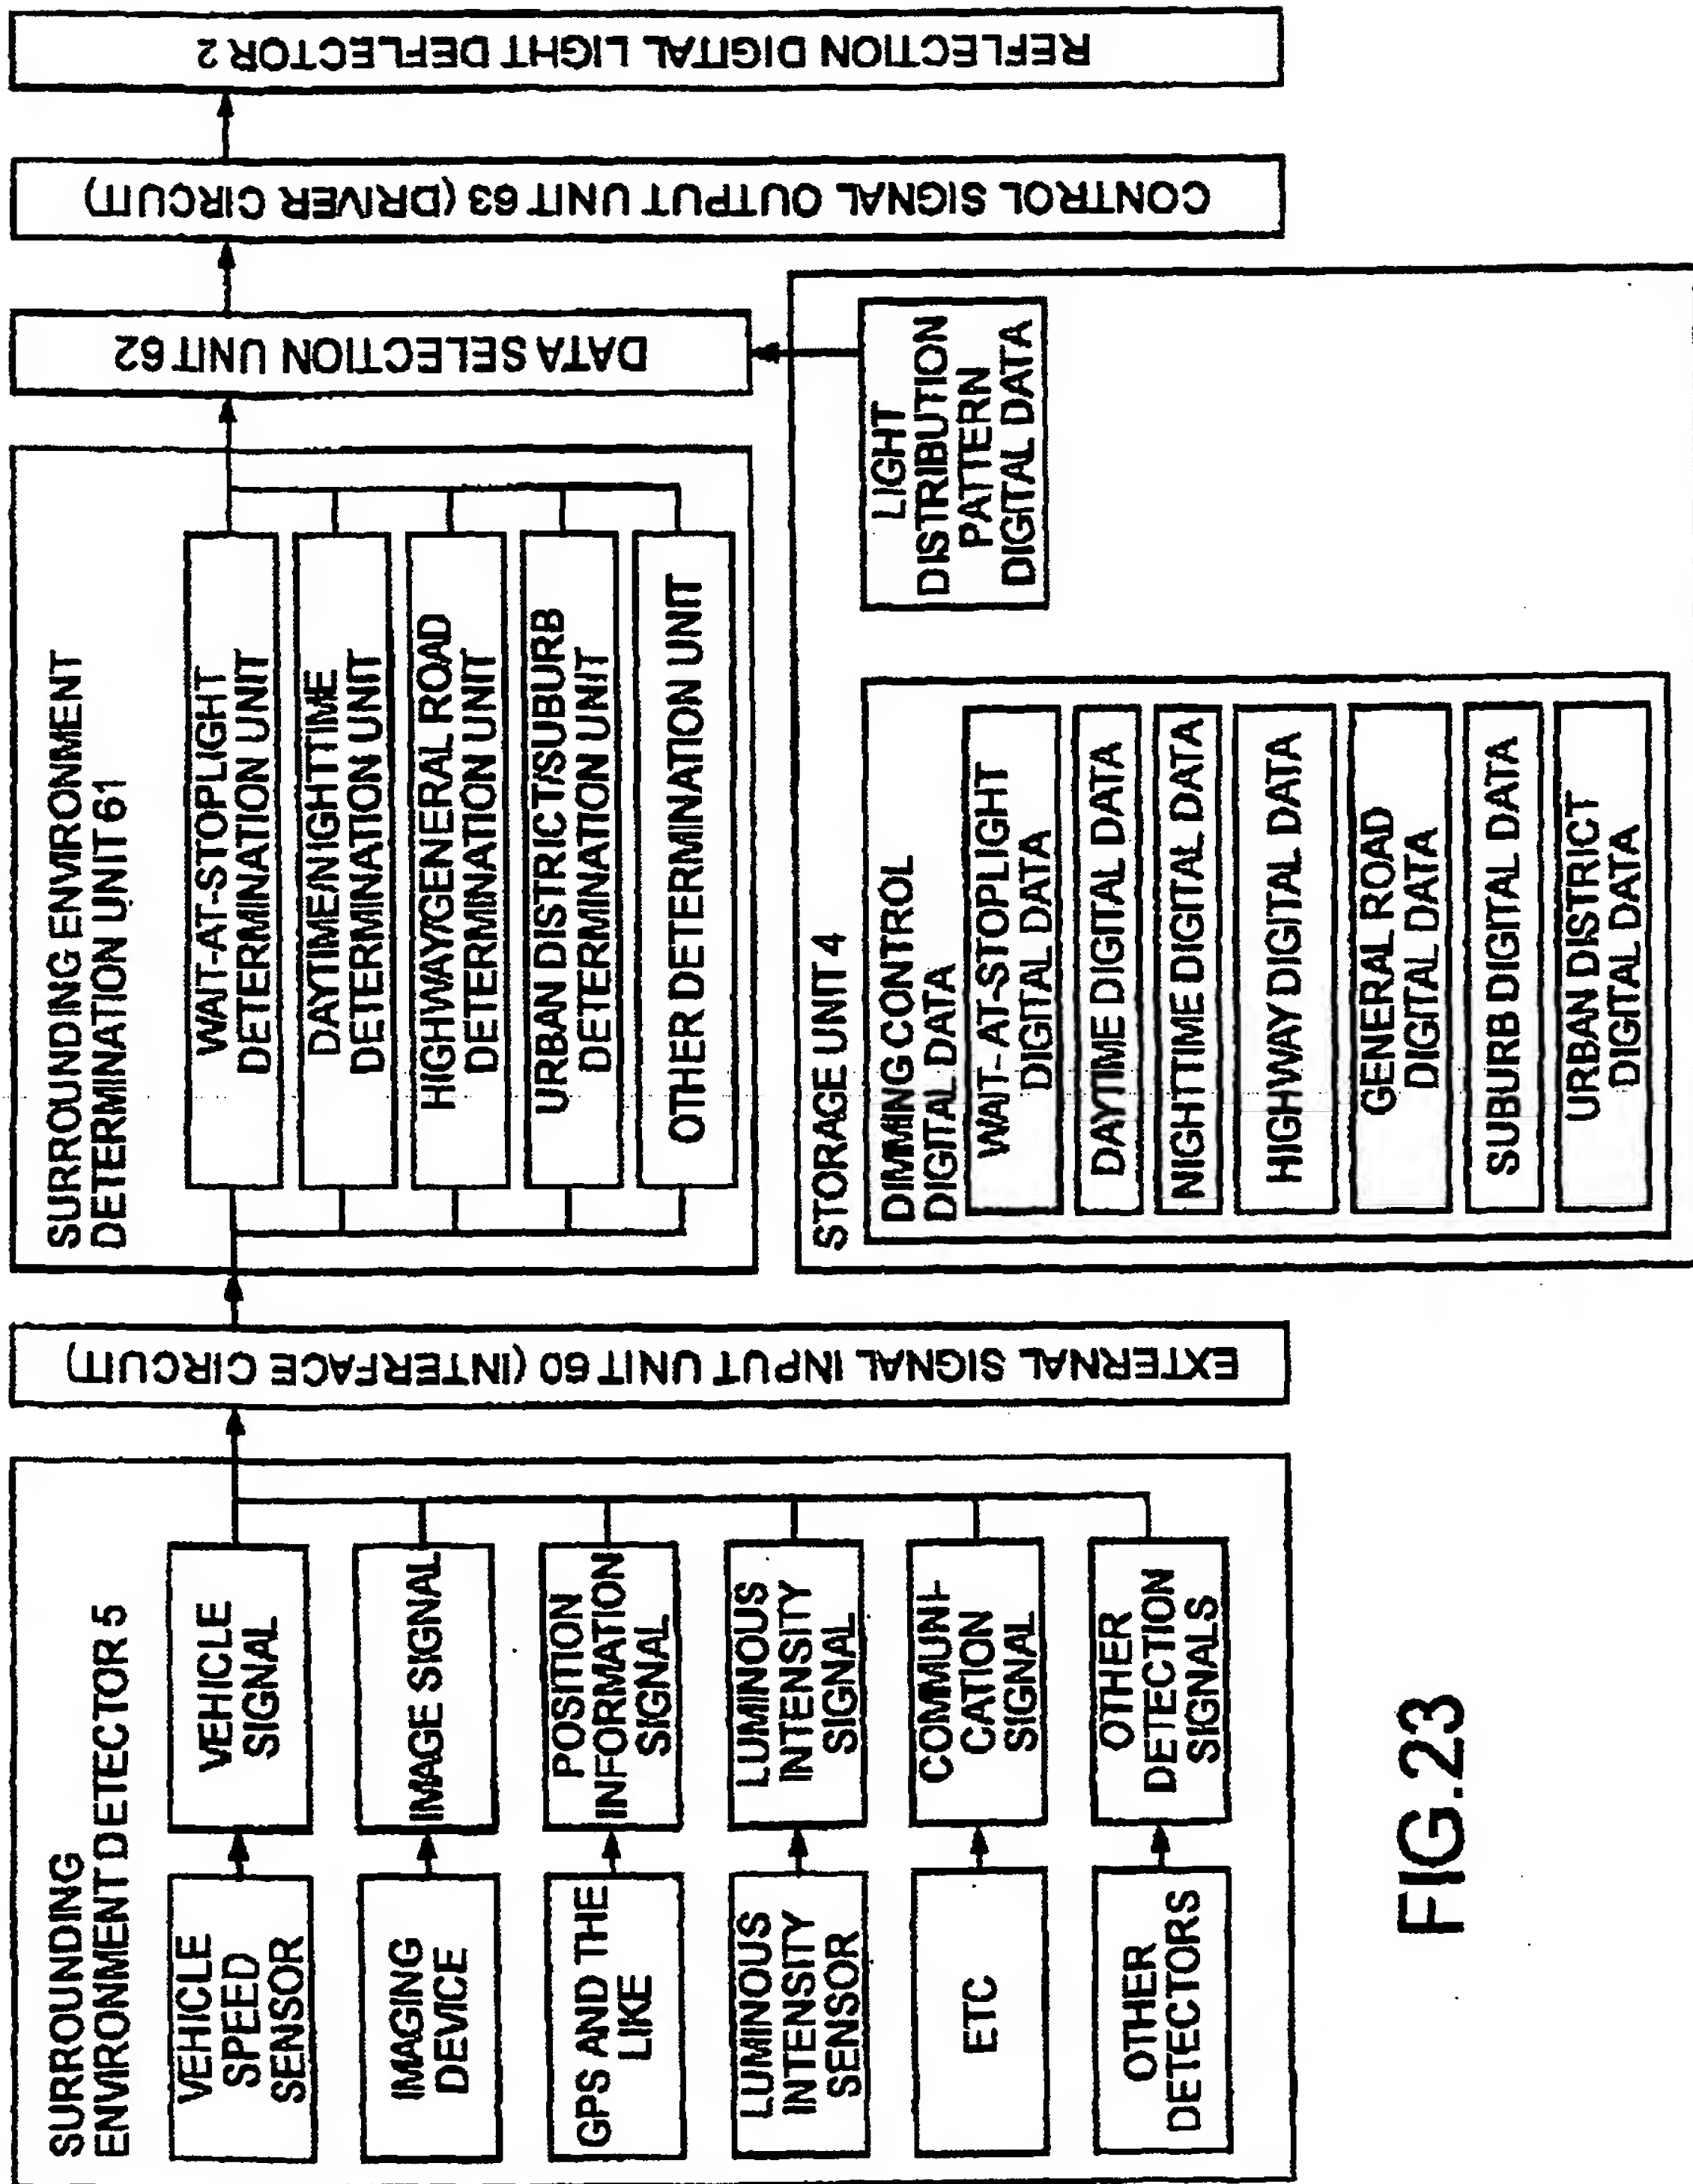 SURROUNDING
ENVIRONMENT DETECTOR 5
VEHICLE
SPEED
SENSOR
VEHICLE
SIGNAL
IMAGING
DEVICE
IMAGE SIGNAL
GPS AND THE
LIKE
POSITION
INFORMATION
SIGNAL
LUMINOUS
INTENSITY
SENSOR
LUMINOUS
INTENSITY
SIGNAL
ETC
COMMUNI-
CATION
SIGNAL
OTHER
DETECTORS
OTHER
DETECTION
SIGNALS
EXTERNAL SIGNAL INPUT UNIT 60 (INTERFACE CIRCUIT)
SURROUNDING ENVIRONMENT
DETERMINATION UNIT 61
WAIT-AT-STOPLIGHT
DETERMINATION UNIT
DAYTIME/NIGHTTIME
DETERMINATION UNIT
HIGHWAY/GENERAL ROAD
DETERMINATION UNIT
URBAN DISTRICT/SUBURB
DETERMINATION UNIT
OTHER DETERMINATION UNIT
STORAGE UNIT 4
DIMMING CONTROL
DIGITAL DATA
WAIT-AT-STOPLIGHT
DIGITAL DATA
DAYTIME DIGITAL DATA
NIGHTTIME DIGITAL DATA
HIGHWAY DIGITAL DATA
GENERAL ROAD
DIGITAL DATA
SUBURB DIGITAL DATA
URBAN DISTRICT
DIGITAL DATA
LIGHT
DISTRIBUTION
PATTERN
DIGITAL DATA
DATA SELECTION UNIT 62
CONTROL SIGNAL OUTPUT UNIT 63 (DRIVER CIRCUIT)
REFLECTION DIGITAL LIGHT DEFLECTOR 2
FIG.23